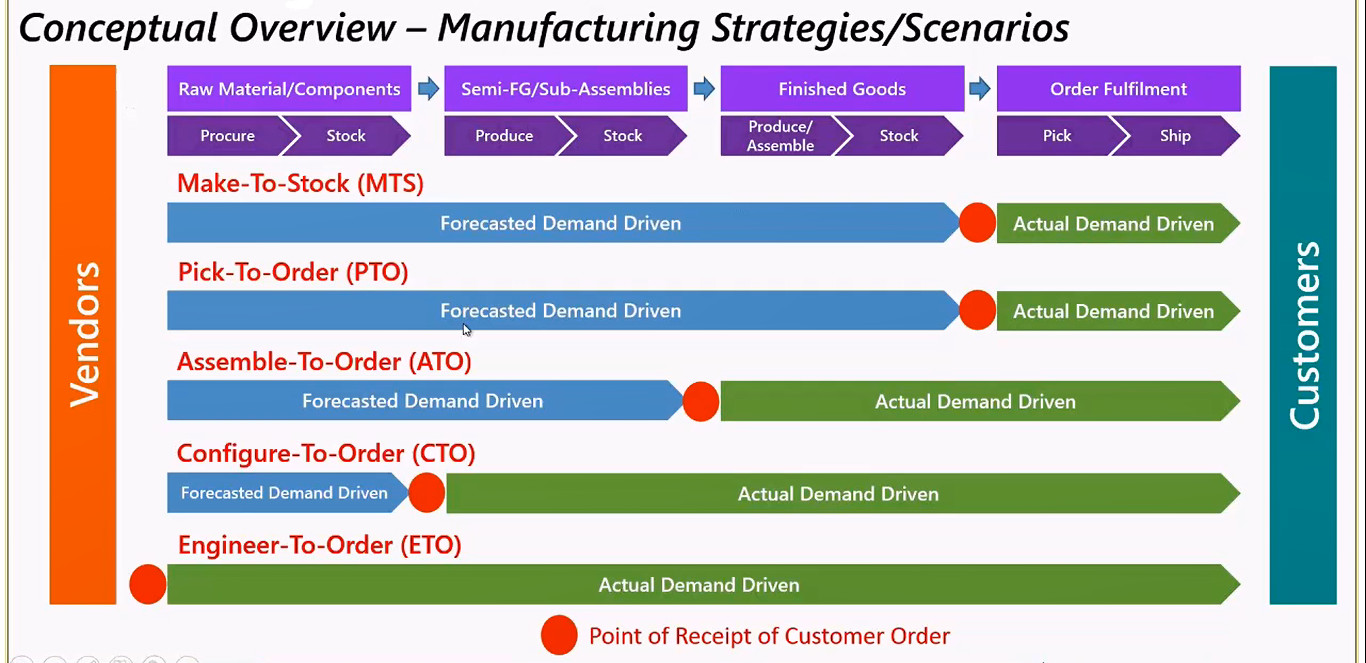 Conceptual Overview – Manufacturing Strategies/Scenarios
Vendors
Raw Material/Components
Semi-FG/Sub-Assemblies
Finished Goods
Order Fulfilment
Procure
Stock
Produce
Stock
Produce/
Assemble
Stock
Pick
Ship
Make-To-Stock (MTS)
Forecasted Demand Driven
Actual Demand Driven
Pick-To-Order (PTO)
Forecasted Demand Driven
Actual Demand Driven
Assemble-To-Order (ATO)
Forecasted Demand Driven
Actual Demand Driven
Configure-To-Order (CTO)
Forecasted Demand Driven
Actual Demand Driven
Engineer-To-Order (ETO)
Actual Demand Driven
Customers
Point of Receipt of Customer Order